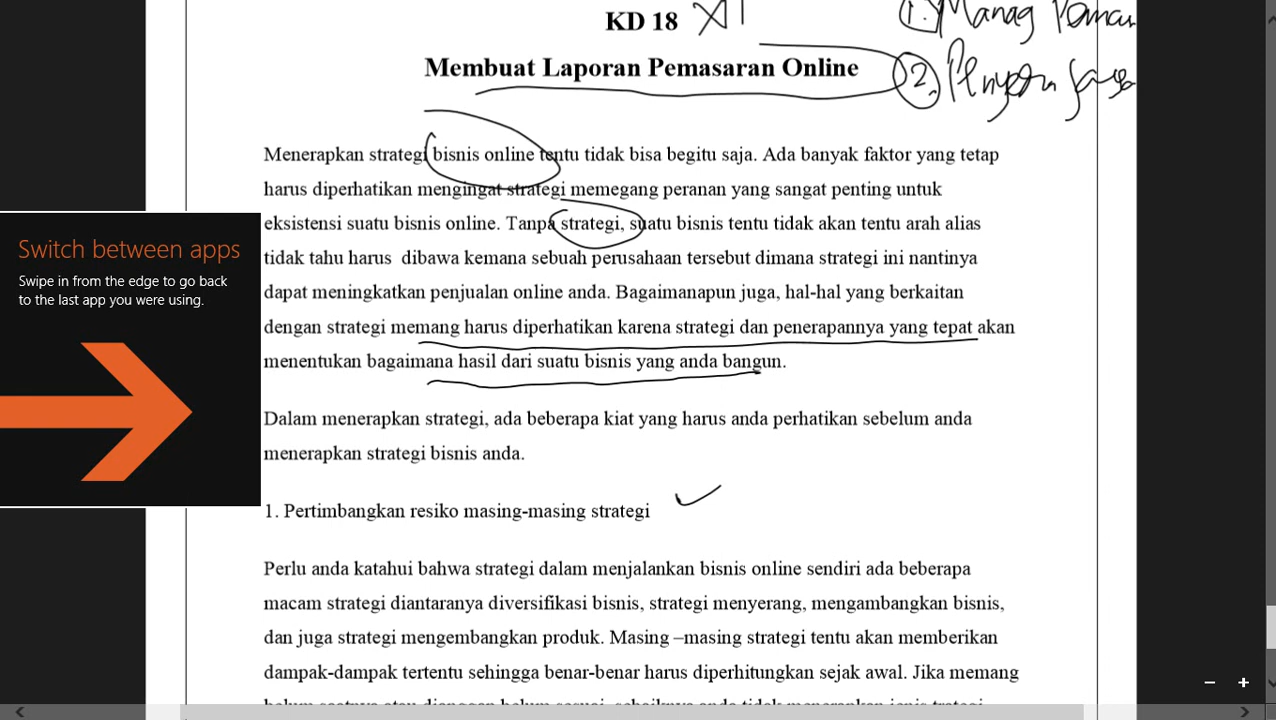 KD 18 XI
1. Manag
Membuat Laporan Pemasaran Online
2.
Menerapkan strategi bisnis online tentu tidak bisa begitu saja. Ada banyak faktor yang tetap
harus diperhatikan mengingat strategi memegang peranan yang sangat penting untuk
eksistensi suatu bisnis online. Tanpa strategi, suatu bisnis tentu tidak akan tentu arah alias
tidak tahu harus dibawa kemana sebuah perusahaan tersebut dimana strategi ini nantinya
dapat meningkatkan penjualan online anda. Bagaimanapun juga, hal-hal yang berkaitan
dengan strategi memang harus diperhatikan karena strategi dan penerapannya yang tepat akan
menentukan bagaimana hasil dari suatu bisnis yang anda bangun.
Dalam menerapkan strategi, ada beberapa kiat yang harus anda perhatikan sebelum anda
menerapkan strategi bisnis anda.
1. Pertimbangkan resiko masing-masing strategi
Perlu anda katahui bahwa strategi dalam menjalankan bisnis online sendiri ada beberapa
macam strategi diantaranya diversifikasi bisnis, strategi menyerang, mengambangkan bisnis,
dan juga strategi mengembangkan produk. Masing –masing strategi tentu akan memberikan
dampak-dampak tertentu sehingga benar-benar harus diperhitungkan sejak awal. Jika memang
Switch between apps
Swipe in from the edge to go back
to the last app you were using.